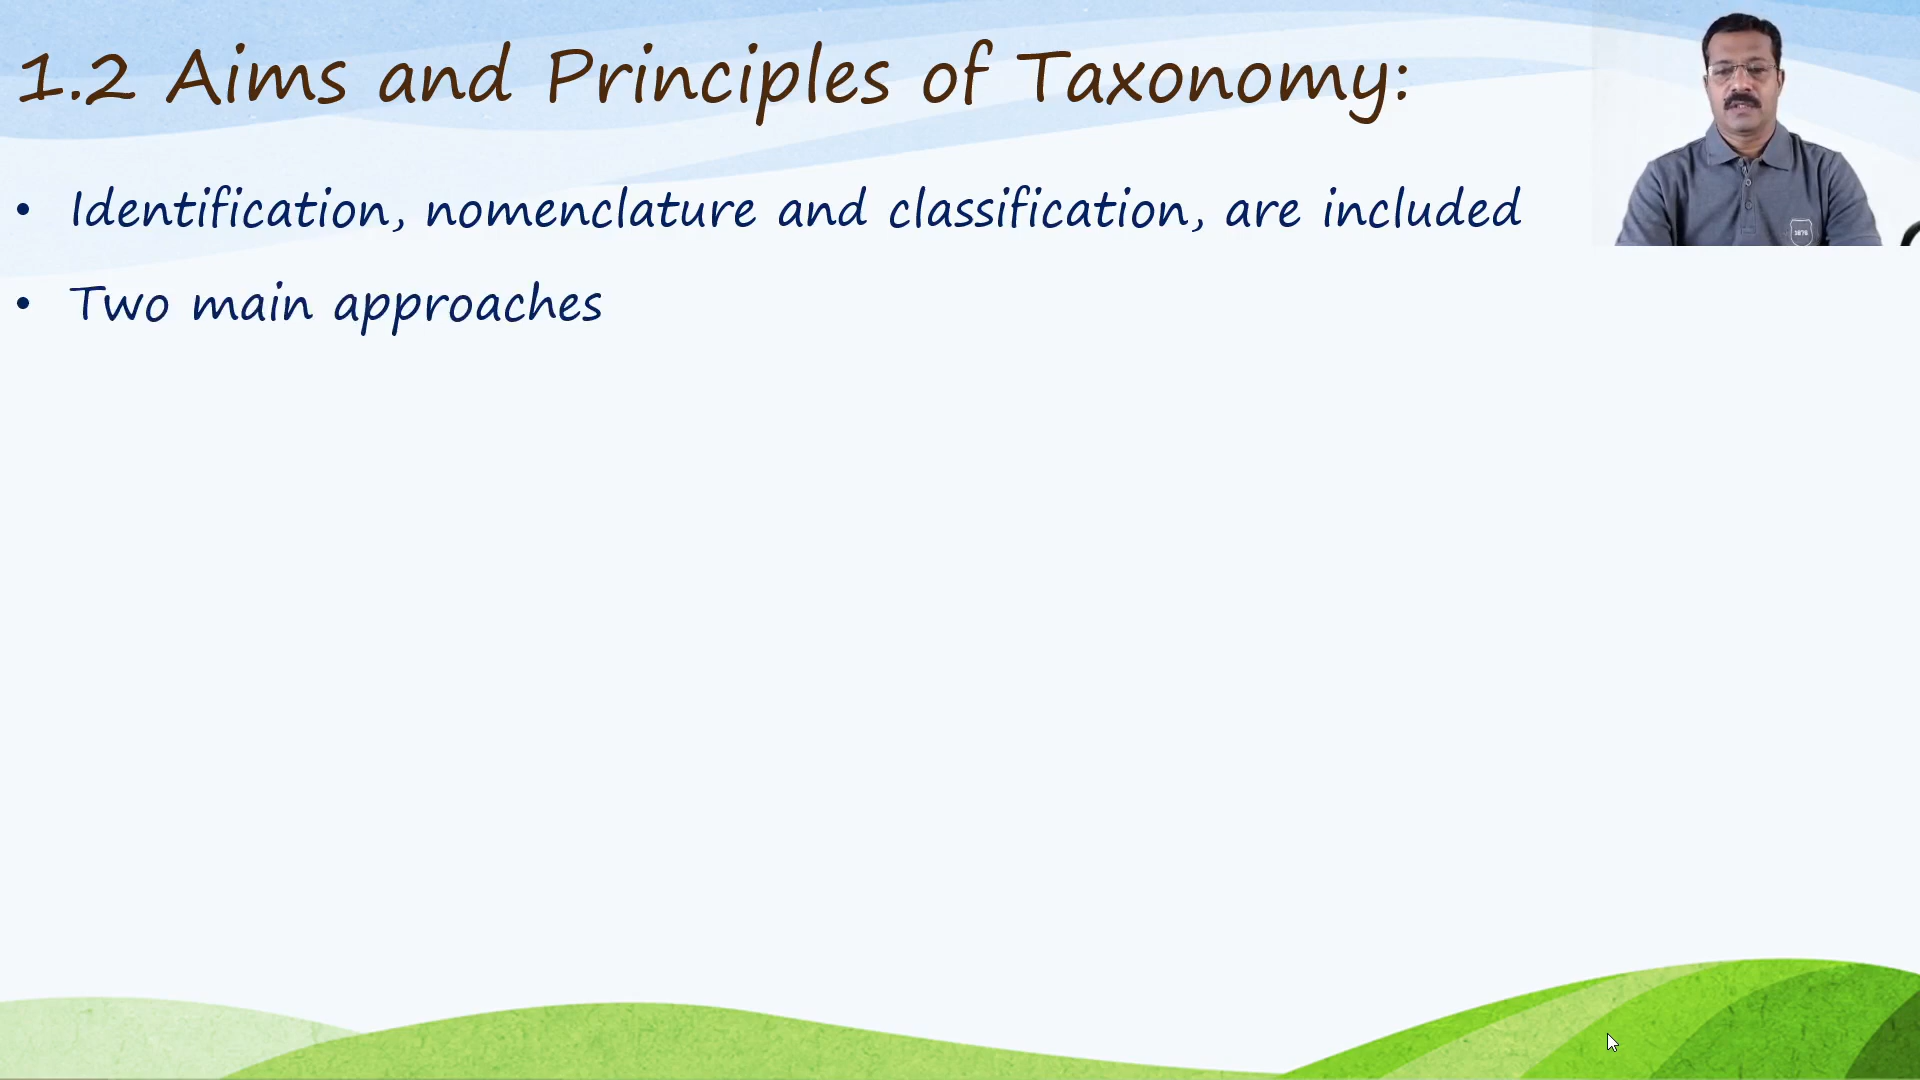 1.2 Aims and Principles of Taxonomy:
• Identification, nomenclature and classification, are included
• Two main approaches